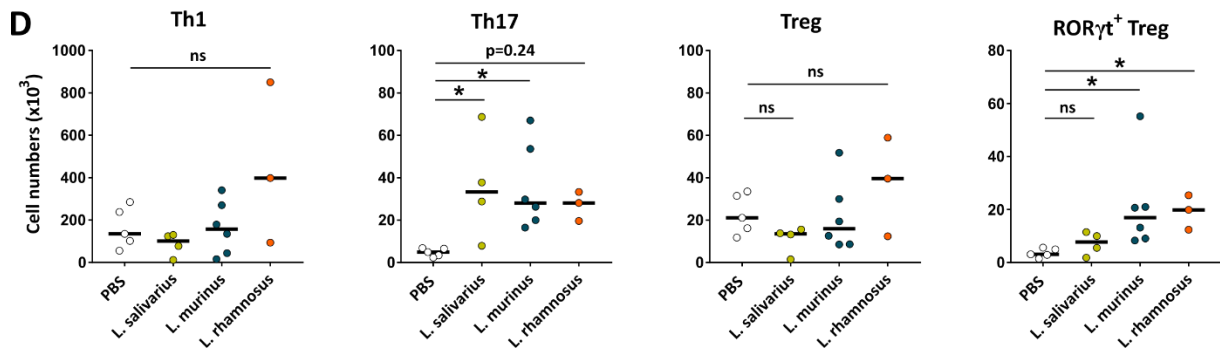 D
Th1
Cell numbers (x10³)
1000
800
600
400
200
0
ns
PBS
L. salivarius
L. murinus
L. rhamnosus
Th17
100
80
60
40
20
0
p=0.24
*
*
PBS
L. salivarius
L. murinus
L. rhamnosus
Treg
100
80
60
40
20
0
ns
ns
PBS
L. salivarius
L. murinus
L. rhamnosus
RORγt⁺ Treg
80
60
40
20
0
*
*
ns
PBS
L. salivarius
L. murinus
L. rhamnosus